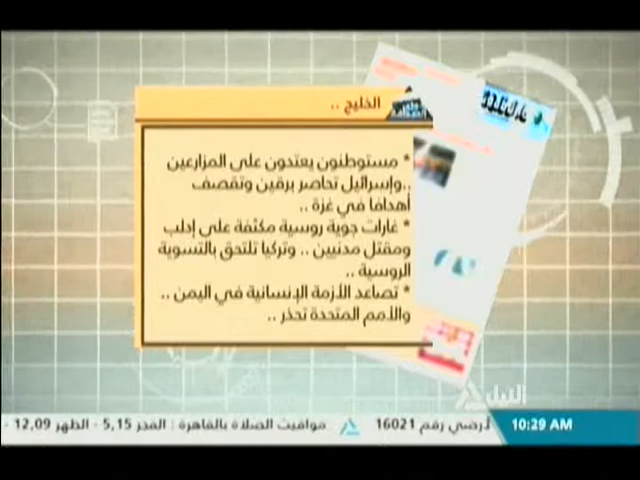 الخليج ..
* مستوطنون يعتدون على المزارعين
..وإسرائيل تحاصر برقين وتقصف
أهدافا في غزة ..
* غارات جوية روسية مكثفة على إدلب
ومقتل مدنيين .. وتركيا تلتحق بالتسوية
الروسية ..
* تصاعد الأزمة الإنسانية في اليمن ..
والأمم المتحدة تحذر ..
النيل
10:29 AM
أرضي رقم 16021 مواقيت الصلاة بالقاهرة : الفجر 5,15 - الظهر 12,09 -